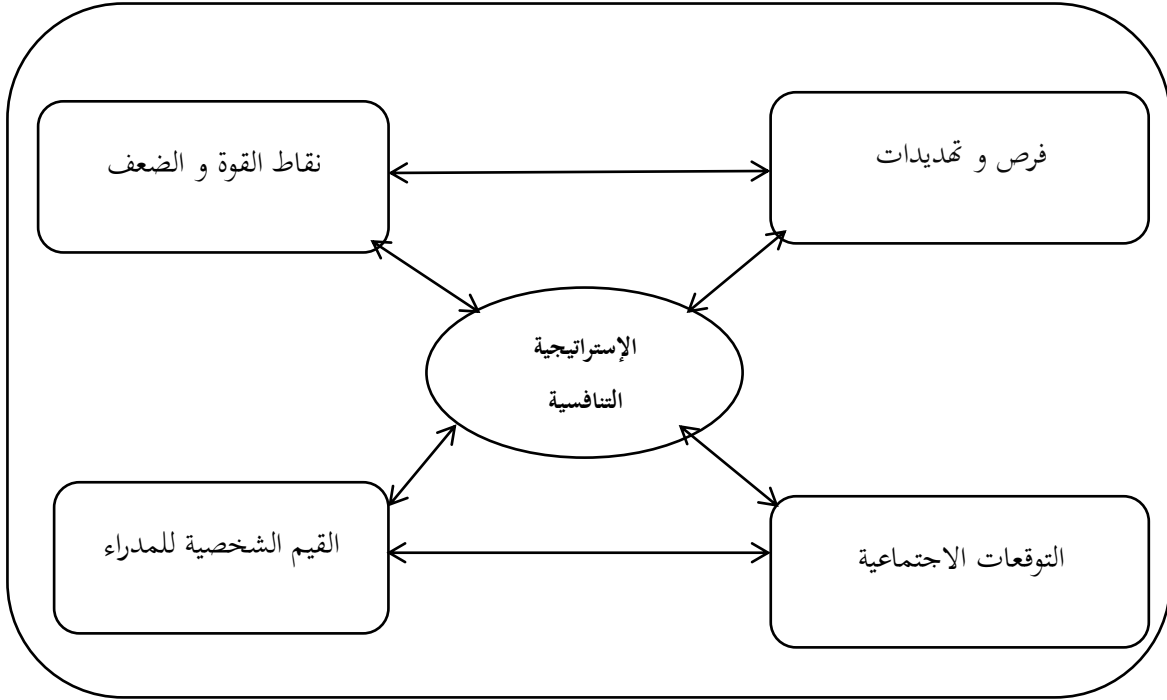 فرص و تهديدات
نقاط القوة و الضعف
الإستراتيجية
التنافسية
التوقعات الاجتماعية
القيم الشخصية للمدراء